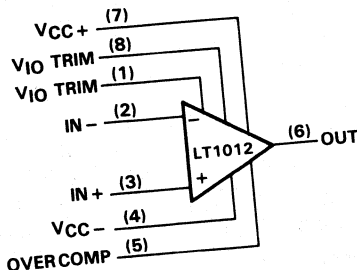 VCC+ (7)
VIO TRIM (8)
VIO TRIM (1)
IN− (2)
−
LT1012
(6) OUT
IN+ (3)
+
VCC− (4)
OVERCOMP (5)